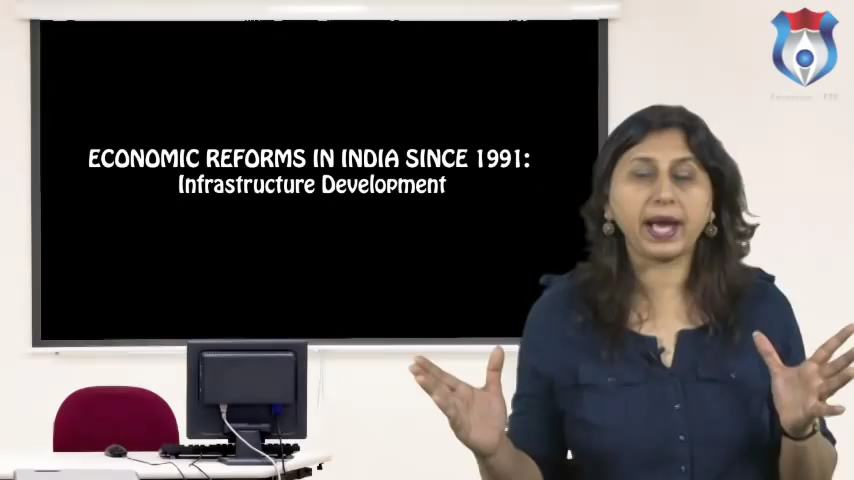 ECONOMIC REFORMS IN INDIA SINCE 1991:
Infrastructure Development